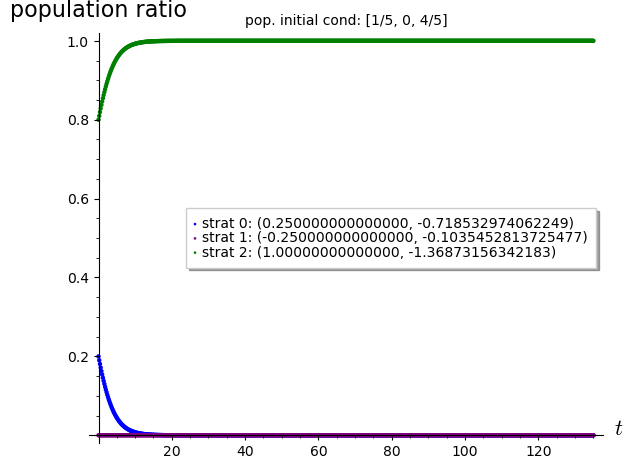 population ratio
pop. initial cond: [1/5, 0, 4/5]
1.0
0.8
0.6
strat 0: (0.250000000000000, -0.718532974062249)
strat 1: (-0.250000000000000, -0.1035452813725477)
strat 2: (1.00000000000000, -1.36873156342183)
0.4
0.2
t
20 40 60 80 100 120